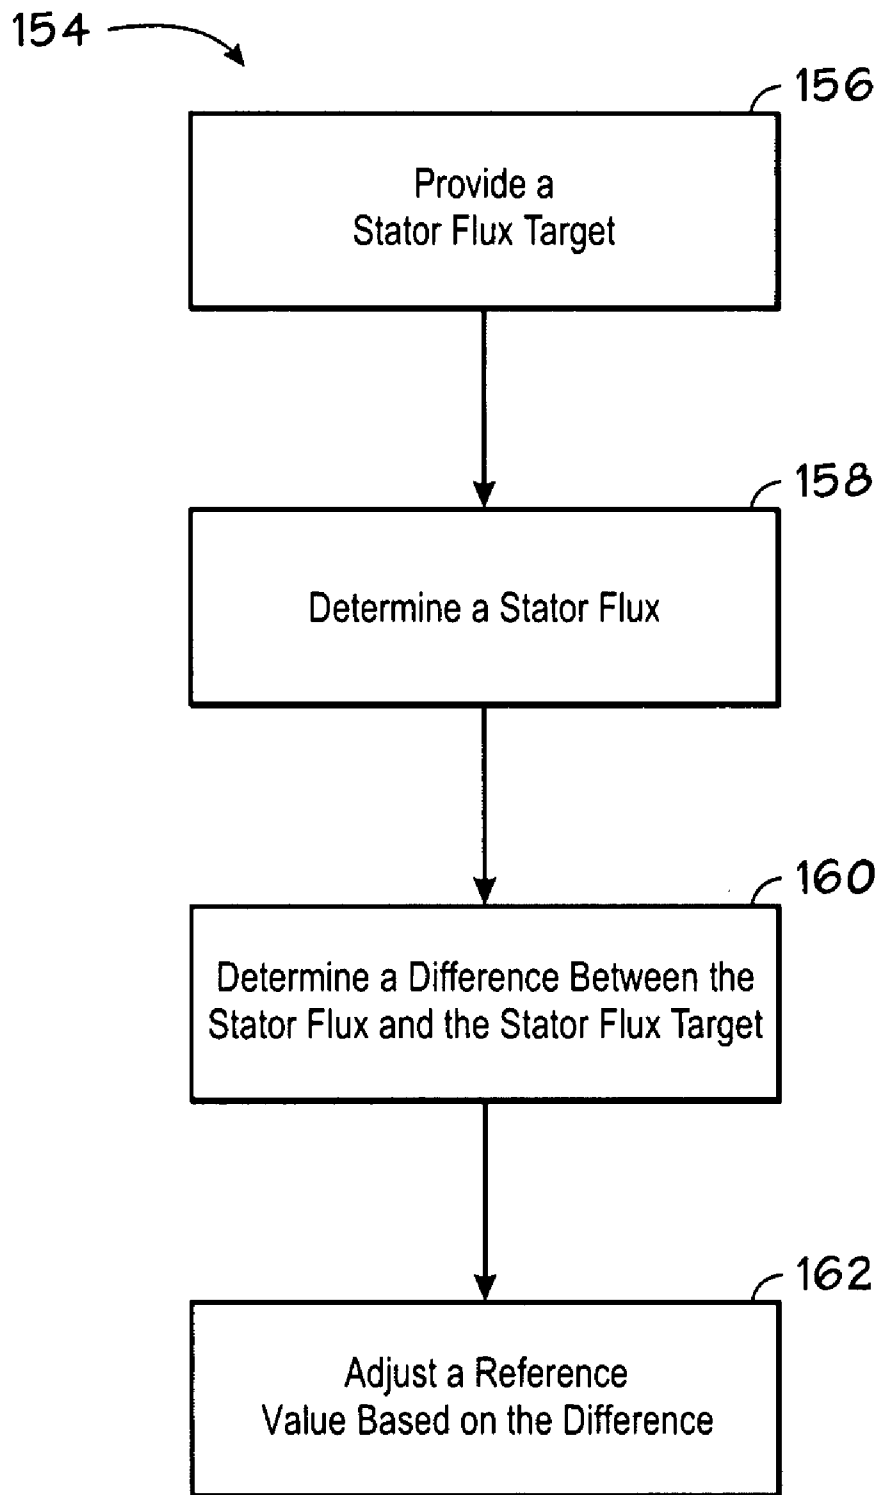 154
156
Provide a
Stator Flux Target
158
Determine a Stator Flux
160
Determine a Difference Between the
Stator Flux and the Stator Flux Target
162
Adjust a Reference
Value Based on the Difference